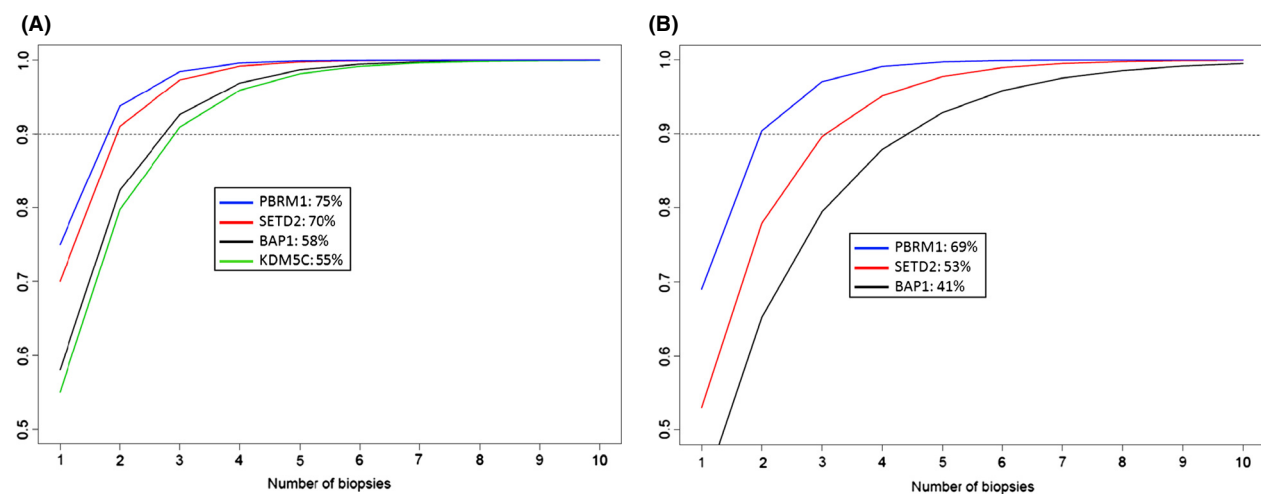 (A)
1.0
0.9
0.8
0.7
0.6
0.5
PBRM1: 75%
SETD2: 70%
BAP1: 58%
KDM5C: 55%
1 2 3 4 5 6 7 8 9 10
Number of biopsies
(B)
1.0
0.9
0.8
0.7
0.6
0.5
PBRM1: 69%
SETD2: 53%
BAP1: 41%
1 2 3 4 5 6 7 8 9 10
Number of biopsies